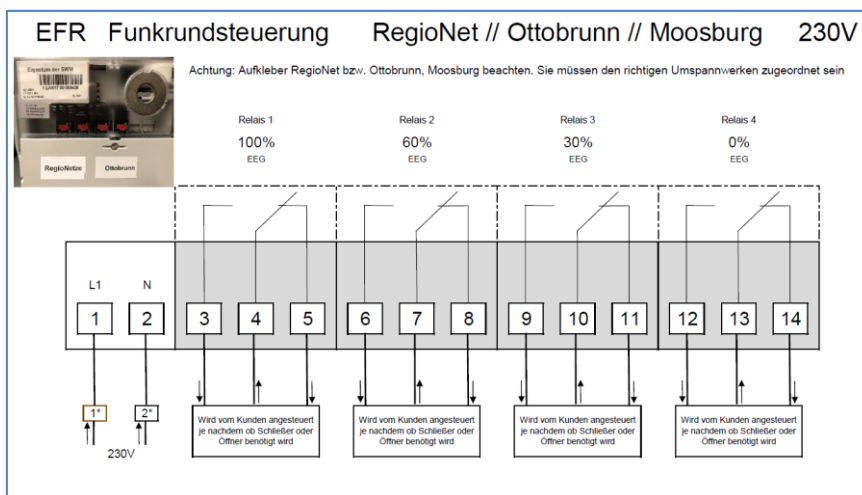 EFR Funkrundsteuerung RegioNet // Ottobrunn // Moosburg 230V
Achtung: Aufkleber RegioNet bzw. Ottobrunn, Moosburg beachten. Sie müssen den richtigen Umspannwerken zugeordnet sein
Eigentum der SWM
RegioNetze Ottobrunn
Relais 1 Relais 2 Relais 3 Relais 4
100% 60% 30% 0%
EEG EEG EEG EEG
L1 N
1 2 3 4 5 6 7 8 9 10 11 12 13 14
1* 2*
230V
Wird vom Kunden angesteuert
je nachdem ob Schließer oder
Öffner benötigt wird
Wird vom Kunden angesteuert
je nachdem ob Schließer oder
Öffner benötigt wird
Wird vom Kunden angesteuert
je nachdem ob Schließer oder
Öffner benötigt wird
Wird vom Kunden angesteuert
je nachdem ob Schließer oder
Öffner benötigt wird